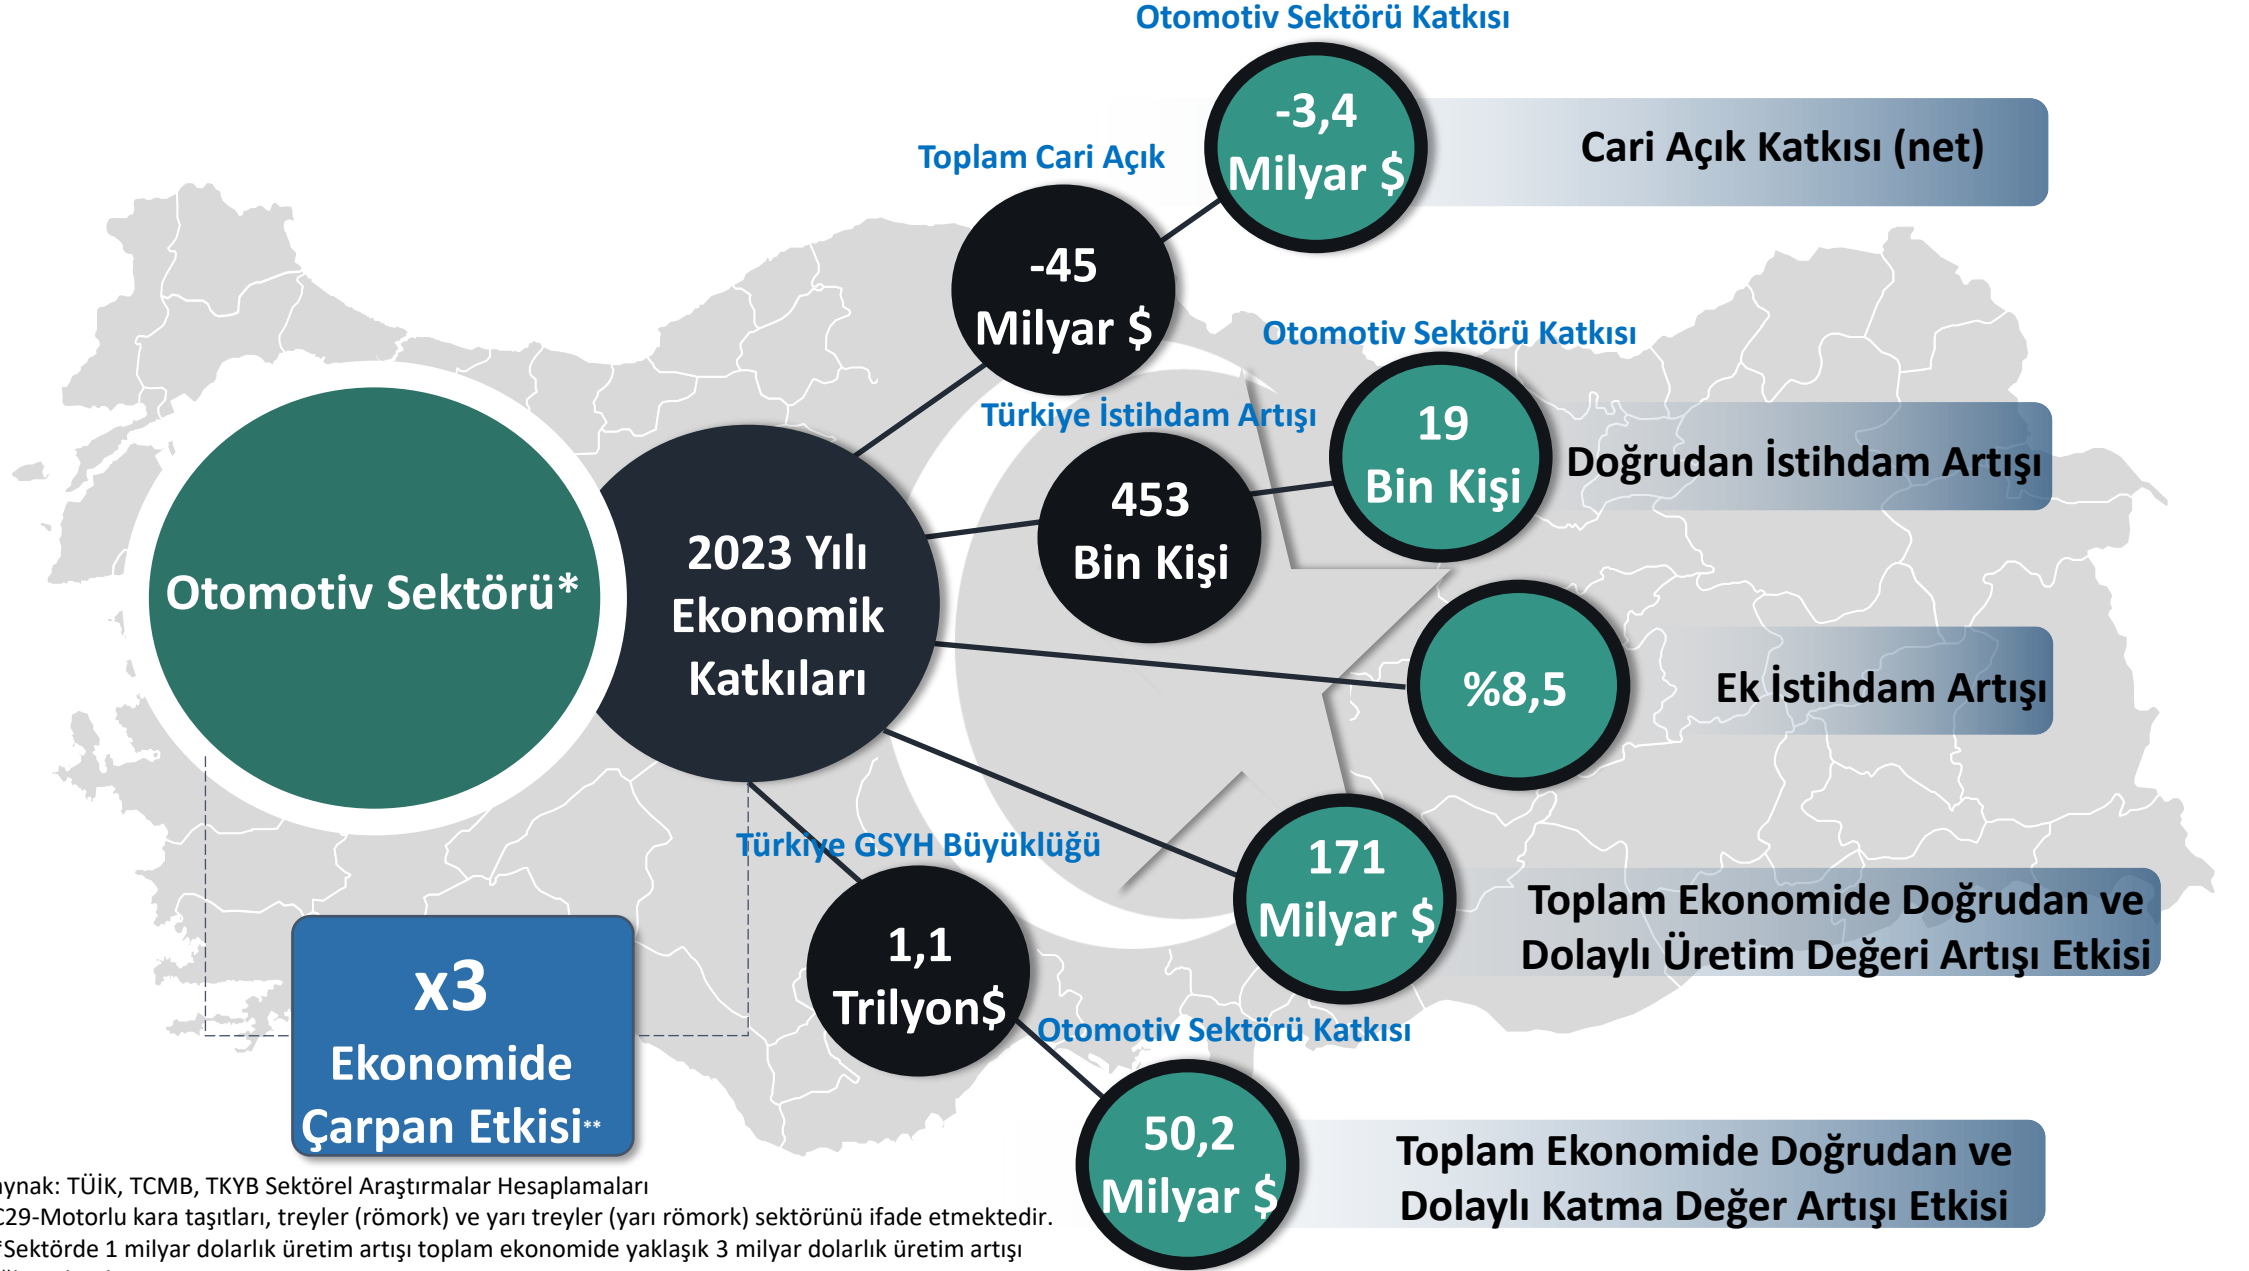 Otomotiv Sektörü Katkısı
-3,4
Milyar $
Cari Açık Katkısı (net)
Toplam Cari Açık
-45
Milyar $
Otomotiv Sektörü Katkısı
19
Bin Kişi
Doğrudan İstihdam Artışı
Türkiye İstihdam Artışı
453
Bin Kişi
Otomotiv Sektörü*
2023 Yılı
Ekonomik
Katkıları
%8,5
Ek İstihdam Artışı
171
Milyar $
Toplam Ekonomide Doğrudan ve
Dolaylı Üretim Değeri Artışı Etkisi
Türkiye GSYH Büyüklüğü
1,1
Trilyon$
Otomotiv Sektörü Katkısı
50,2
Milyar $
Toplam Ekonomide Doğrudan ve
Dolaylı Katma Değer Artışı Etkisi
x3
Ekonomide
Çarpan Etkisi**
aynak: TÜİK, TCMB, TKYB Sektörel Araştırmalar Hesaplamaları
C29-Motorlu kara taşıtları, treyler (römork) ve yarı treyler (yarı römork) sektörünü ifade etmektedir.
*Sektörde 1 milyar dolarlık üretim artışı toplam ekonomide yaklaşık 3 milyar dolarlık üretim artışı